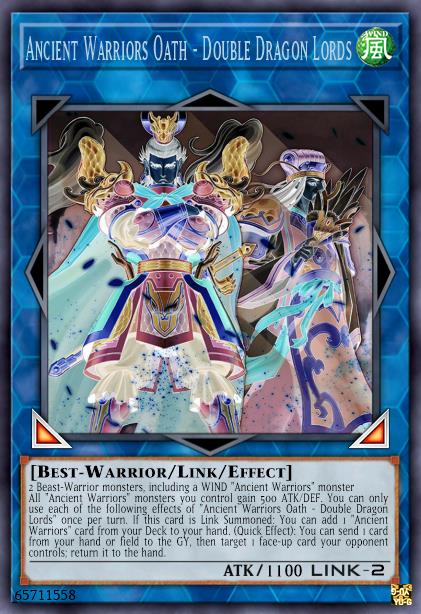 ANCIENT WARRIORS OATH - DOUBLE DRAGON LORDS
WIND
風
[BEST-WARRIOR/LINK/EFFECT]
2 Beast-Warrior monsters, including a WIND "Ancient Warriors" monster
All "Ancient Warriors" monsters you control gain 500 ATK/DEF. You can only
use each of the following effects of "Ancient Warriors Oath - Double Dragon
Lords" once per turn. If this card is Link Summoned: You can add 1 "Ancient
Warriors" card from your Deck to your hand. (Quick Effect): You can send 1 card
from your hand or field to the GY, then target 1 face-up card your opponent
controls; return it to the hand.
ATK/1100 LINK-2
65711558